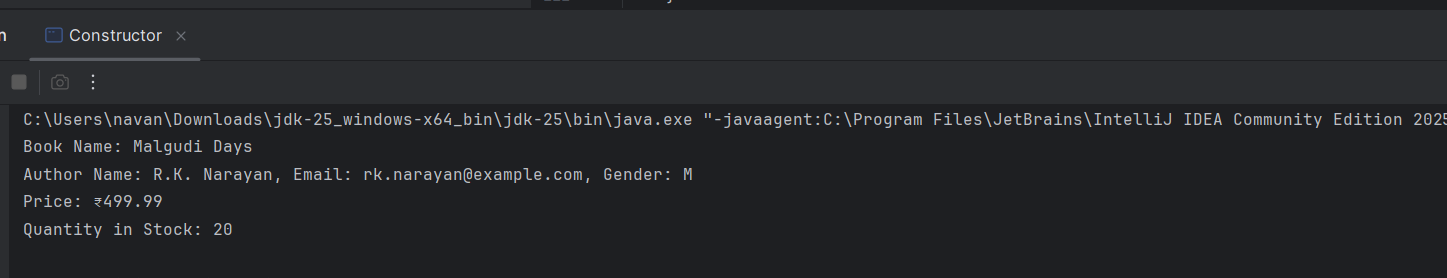 Constructor
C:\Users\navan\Downloads\jdk-25_windows-x64_bin\jdk-25\bin\java.exe "-javaagent:C:\Program Files\JetBrains\IntelliJ IDEA Community Edition 2025
Book Name: Malgudi Days
Author Name: R.K. Narayan, Email: rk.narayan@example.com, Gender: M
Price: ₹499.99
Quantity in Stock: 20